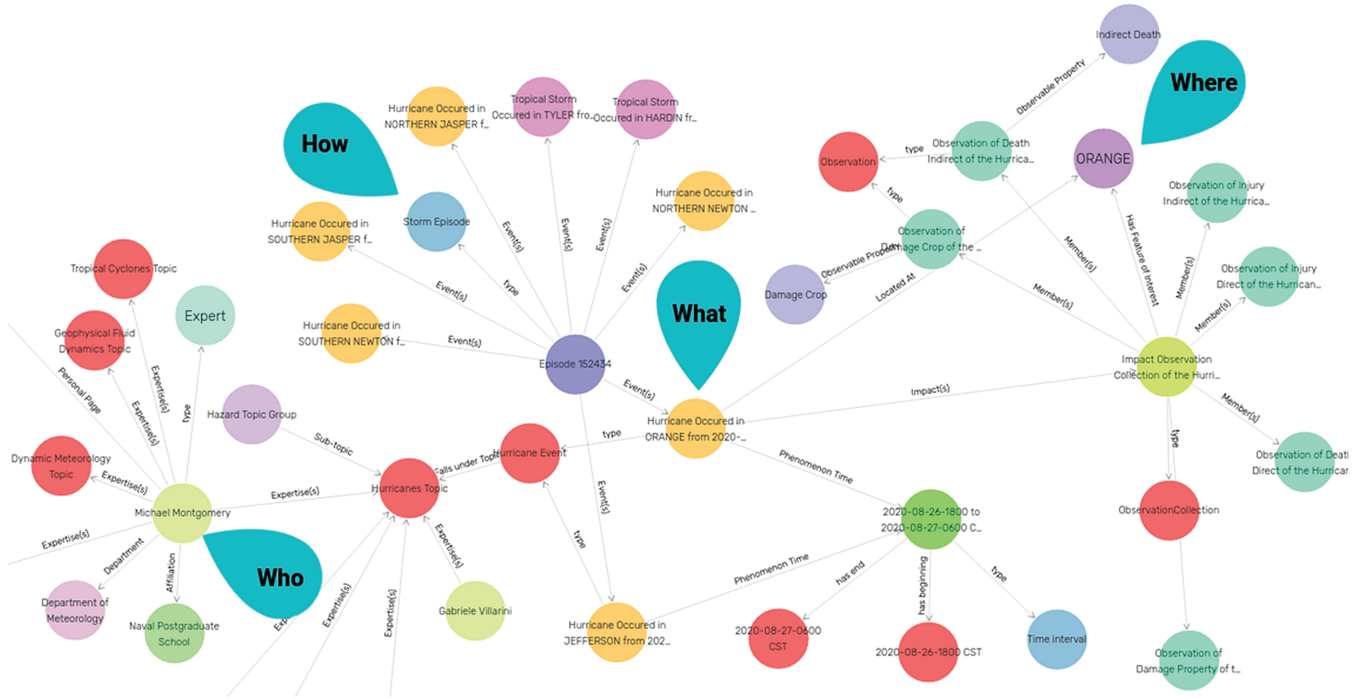 Indirect Death
Where
Observable Property
Hurricane Occured in
NORTHERN JASPER f...
Tropical Storm
Occured in TYLER fro...
Tropical Storm
Occured in HARDIN fr...
How
Observation
type
Observation of Death
Indirect of the Hurrica...
ORANGE
type
Observation of Injury
Indirect of the Hurrica...
Hurricane Occured in
NORTHERN NEWTON ...
Hurricane Occured in
SOUTHERN JASPER f...
Storm Episode
Event(s)
Event(s)
Event(s)
Event(s)
Observation of
Damage Crop of the ...
Member(s)
Has Feature of Interest
Member(s)
Tropical Cyclones Topic
Event(s)
type
Observable Property
Located At
Damage Crop
Member(s)
Observation of Injury
Direct of the Hurrican...
Member(s)
Expert
What
Geophysical Fluid
Dynamics Topic
Hurricane Occured in
SOUTHERN NEWTON f...
Event(s)
Episode 152434
Impact Observation
Collection of the Hurri...
Personal Page
Expertise(s)
Expertise(s)
type
Event(s)
Impact(s)
Hazard Topic Group
Member(s)
Hurricane Occured in
ORANGE from 2020-...
Sub-topic
type
type
Dynamic Meteorology
Topic
Falls under Topic
Hurricane Event
Observation of Deat
Direct of the Hurricar
Expertise(s)
Expertise(s)
Hurricanes Topic
Phenomenon Time
Event(s)
Michael Montgomery
2020-08-26-1800 to
2020-08-27-0600 C...
ObservationCollection
Expertise(s)
Department
Affiliation
Who
Expertise(s)
type
Phenomenon Time
has end
has beginning
type
Department of
Meteorology
Naval Postgraduate
School
Expertise(s)
Expertise(s)
Gabriele Villarini
Hurricane Occured in
JEFFERSON from 202...
2020-08-27-0600
CST
2020-08-26-1800 CST
Time interval
Observation of
Damage Property of t...